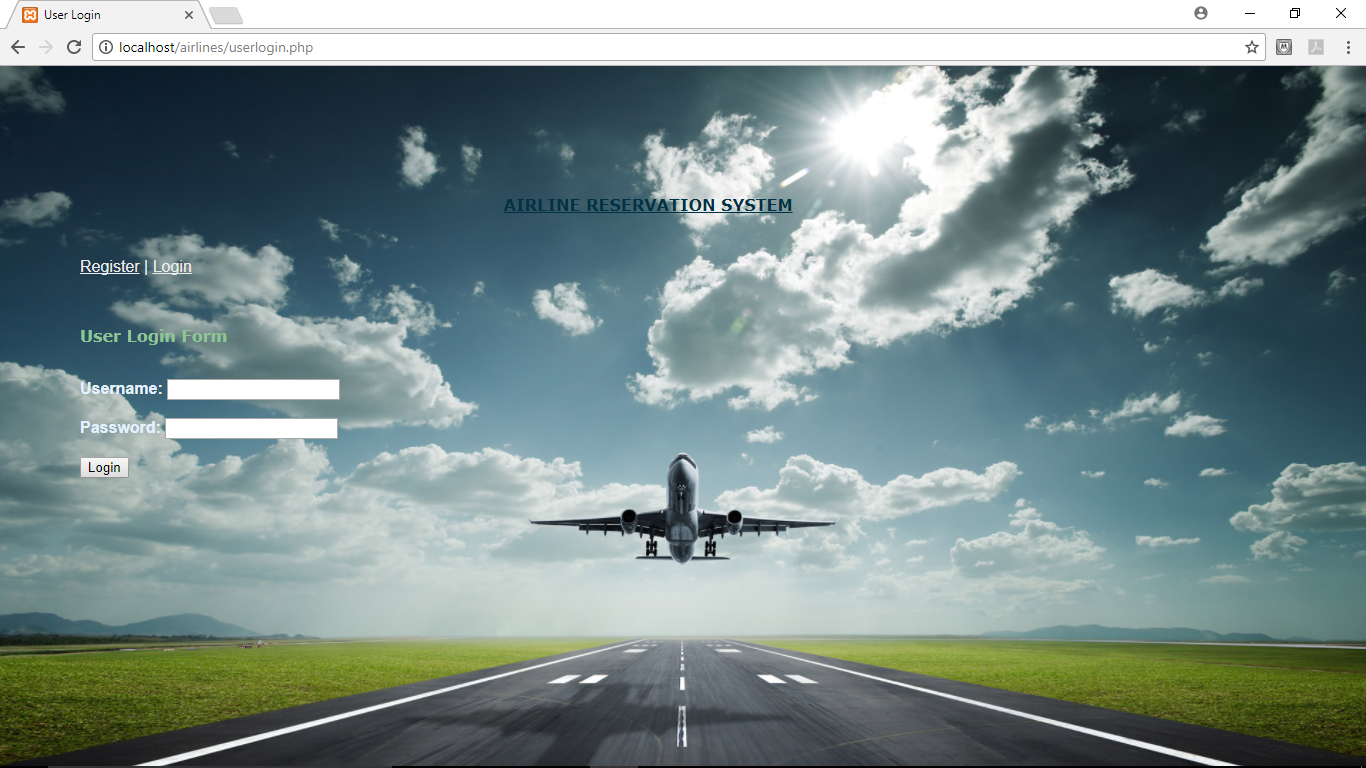 User Login
localhost/airlines/userlogin.php
AIRLINE RESERVATION SYSTEM
Register | Login
User Login Form
Username:
Password:
Login